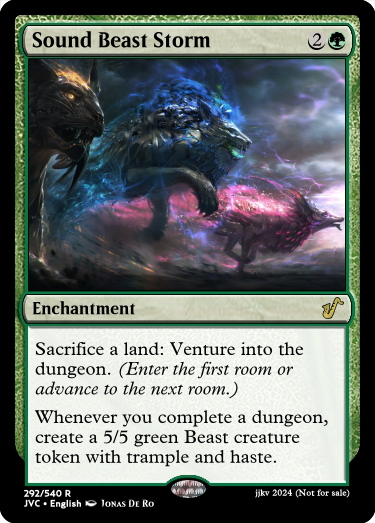 Sound Beast Storm 2
Enchantment
Sacrifice a land: Venture into the
dungeon. (Enter the first room or
advance to the next room.)
Whenever you complete a dungeon,
create a 5/5 green Beast creature
token with trample and haste.
292/540 R
jjkv 2024 (Not for sale)
JVC • English Jonas De Ro